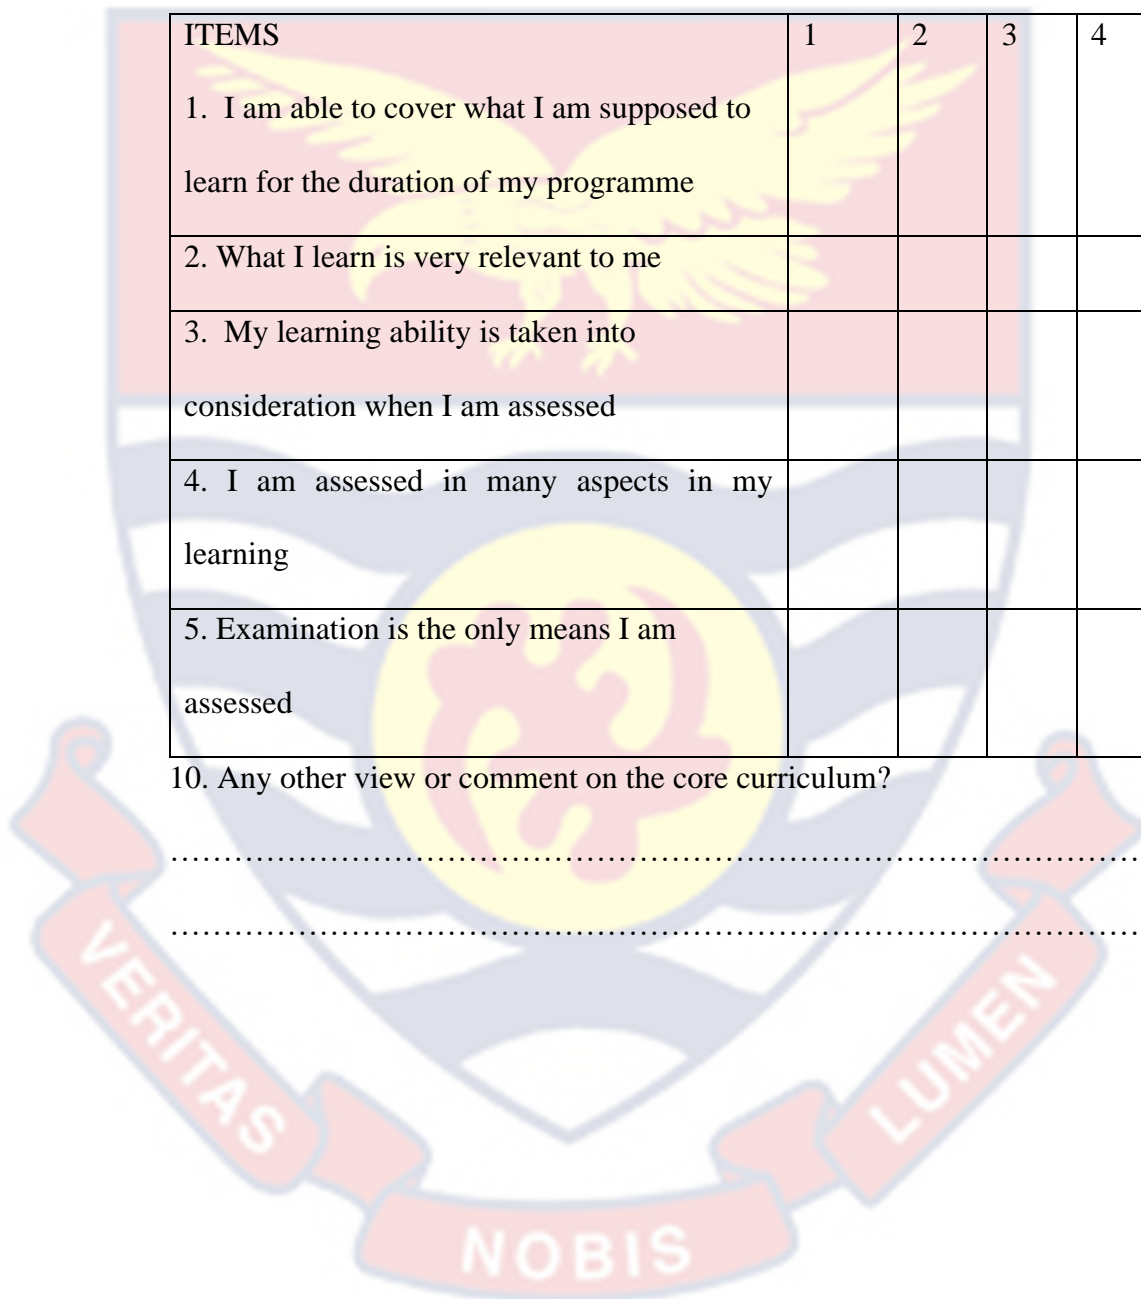 ITEMS 1 2 3 4
1. I am able to cover what I am supposed to
learn for the duration of my programme
2. What I learn is very relevant to me
3. My learning ability is taken into
consideration when I am assessed
4. I am assessed in many aspects in my
learning
5. Examination is the only means I am
assessed
10. Any other view or comment on the core curriculum?
……………………………………………………………………………
……………………………………………………………………………
VERITAS
NOBIS
LUMEN